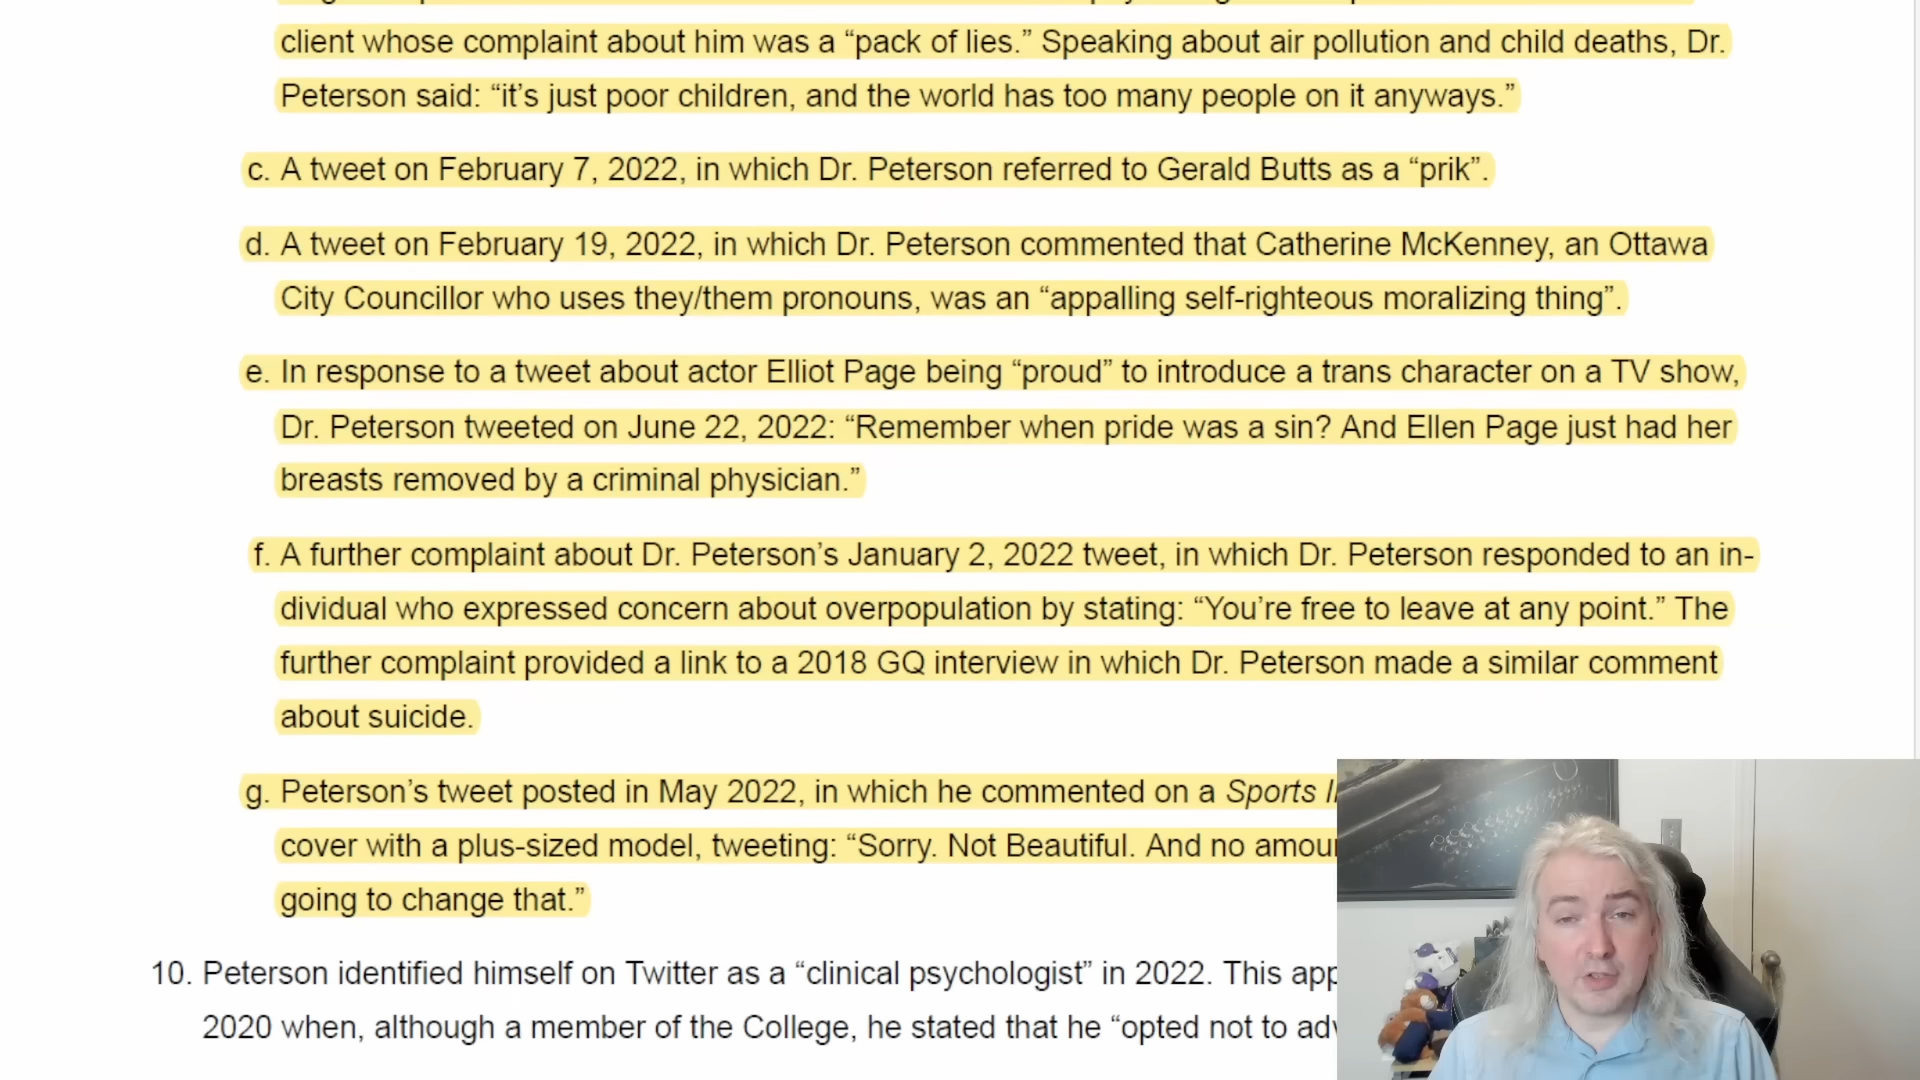 client whose complaint about him was a “pack of lies.” Speaking about air pollution and child deaths, Dr.
Peterson said: “it’s just poor children, and the world has too many people on it anyways.”
c. A tweet on February 7, 2022, in which Dr. Peterson referred to Gerald Butts as a “prik”.
d. A tweet on February 19, 2022, in which Dr. Peterson commented that Catherine McKenney, an Ottawa
City Councillor who uses they/them pronouns, was an “appalling self-righteous moralizing thing”.
e. In response to a tweet about actor Elliot Page being “proud” to introduce a trans character on a TV show,
Dr. Peterson tweeted on June 22, 2022: “Remember when pride was a sin? And Ellen Page just had her
breasts removed by a criminal physician.”
f. A further complaint about Dr. Peterson’s January 2, 2022 tweet, in which Dr. Peterson responded to an in-
dividual who expressed concern about overpopulation by stating: “You’re free to leave at any point.” The
further complaint provided a link to a 2018 GQ interview in which Dr. Peterson made a similar comment
about suicide.
g. Peterson’s tweet posted in May 2022, in which he commented on a Sports
cover with a plus-sized model, tweeting: “Sorry. Not Beautiful. And no
going to change that.”
10. Peterson identified himself on Twitter as a “clinical psychologist” in 2022. This
2020 when, although a member of the College, he stated that he “opted not to